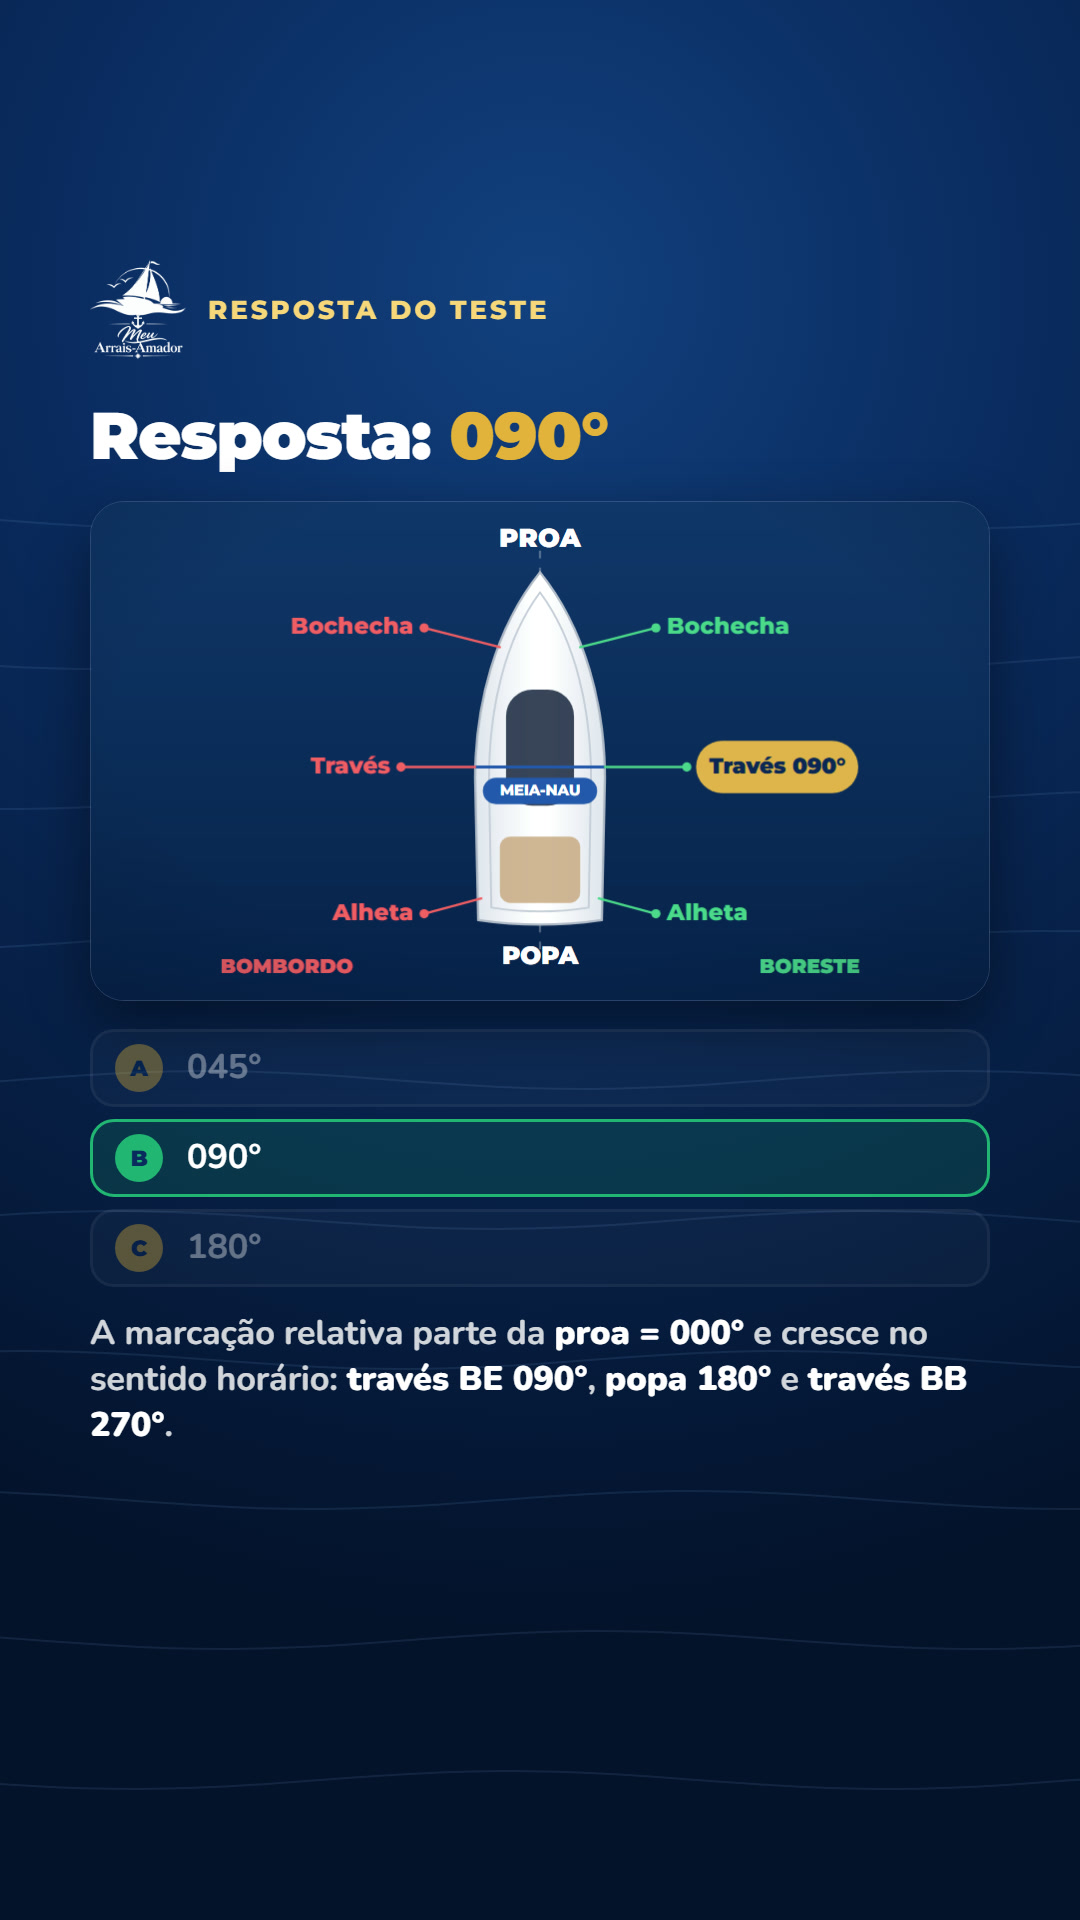 Meu
Arrais-Amador
RESPOSTA DO TESTE
Resposta: 090°
PROA
Bochecha
Bochecha
Través
Través 090°
MEIA-NAU
Alheta
Alheta
POPA
BOMBORDO
BORESTE
A 045°
B 090°
C 180°
A marcação relativa parte da proa = 000° e cresce no
sentido horário: través BE 090°, popa 180° e través BB
270°.